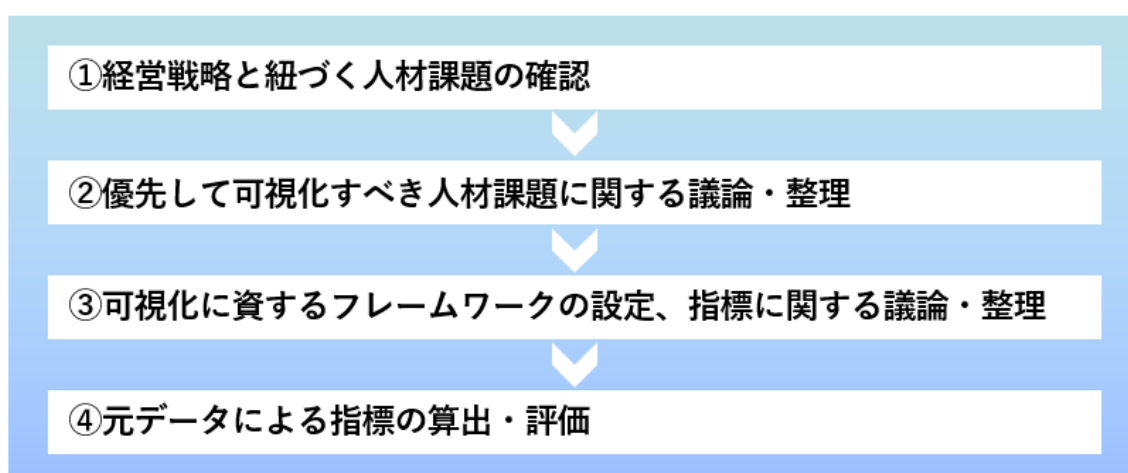 ①経営戦略と紐づく人材課題の確認
②優先して可視化すべき人材課題に関する議論・整理
③可視化に資するフレームワークの設定、指標に関する議論・整理
④元データによる指標の算出・評価